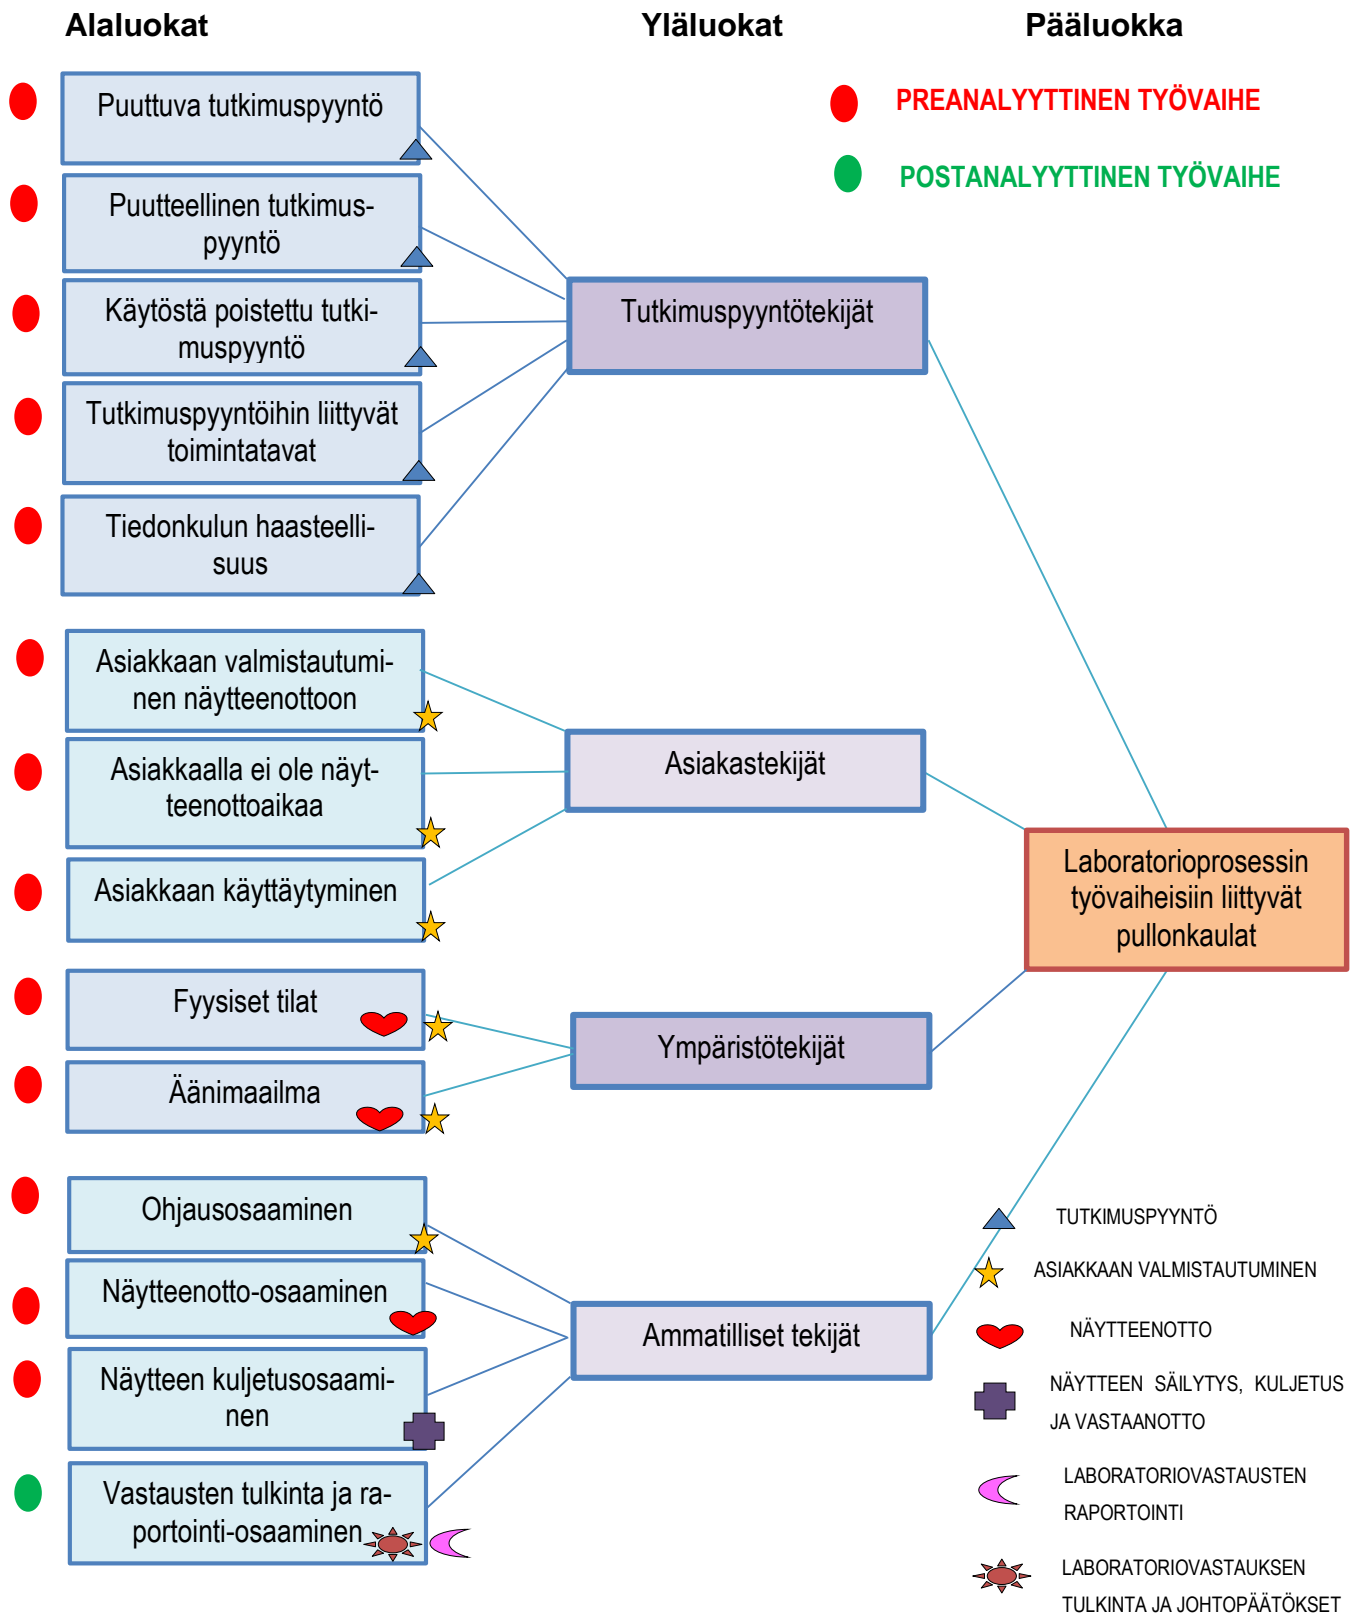 Alaluokat
Yläluokat
Pääluokka
PREANALYYTTINEN TYÖVAIHE
POSTANALYYTTINEN TYÖVAIHE
Puuttuva tutkimuspyyntö
Puutteellinen tutkimus-
pyyntö
Käytöstä poistettu tutki-
muspyyntö
Tutkimuspyyntöihin liittyvät
toimintatavat
Tiedonkulun haasteelli-
suus
Tutkimuspyyntötekijät
Asiakkaan valmistautumi-
nen näytteenottoon
Asiakkaalla ei ole näyt-
teenottoaikaa
Asiakkaan käyttäytyminen
Asiakastekijät
Laboratorioprosessin
työvaiheisiin liittyvät
pullonkaulat
Fyysiset tilat
Äänimaailma
Ympäristötekijät
Ohjausosaaminen
Näytteenotto-osaaminen
Näytteen kuljetusosaami-
nen
Vastausten tulkinta ja ra-
portointi-osaaminen
Ammatilliset tekijät
TUTKIMUSPYYNTÖ
ASIAKKAAN VALMISTAUTUMINEN
NÄYTTEENOTTO
NÄYTTEEN SÄILYTYS, KULJETUS
JA VASTAANOTTO
LABORATORIOVASTAUSTEN
RAPORTOINTI
LABORATORIOVASTAUKSEN
TULKINTA JA JOHTOPÄÄTÖKSET